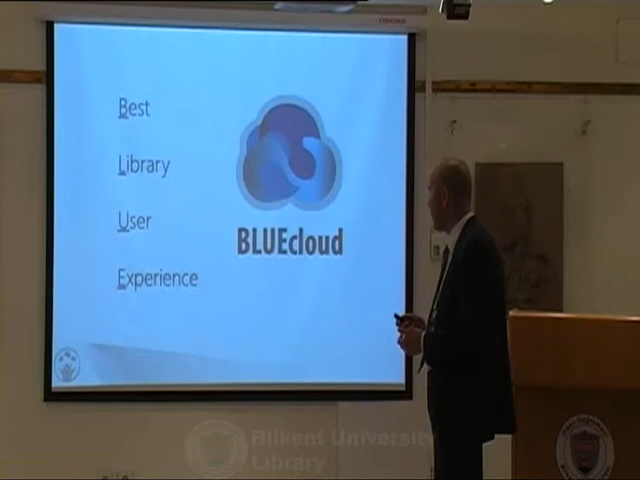 Best
Library
User
Experience
BLUEcloud
Bilkent University
Library